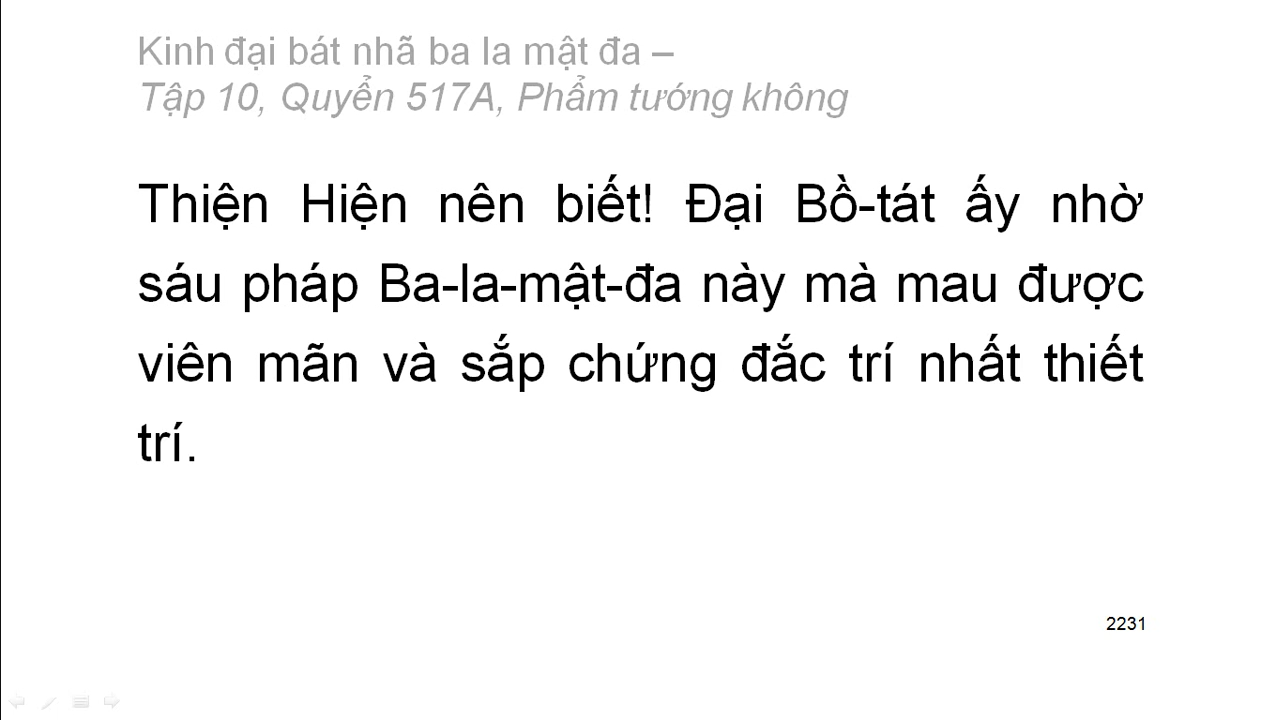 Kinh đại bát nhã ba la mật đa –
Tập 10, Quyển 517A, Phẩm tướng không
Thiện Hiện nên biết! Đại Bồ-tát ấy nhờ
sáu pháp Ba-la-mật-đa này mà mau được
viên mãn và sắp chứng đắc trí nhất thiết
trí.
2231